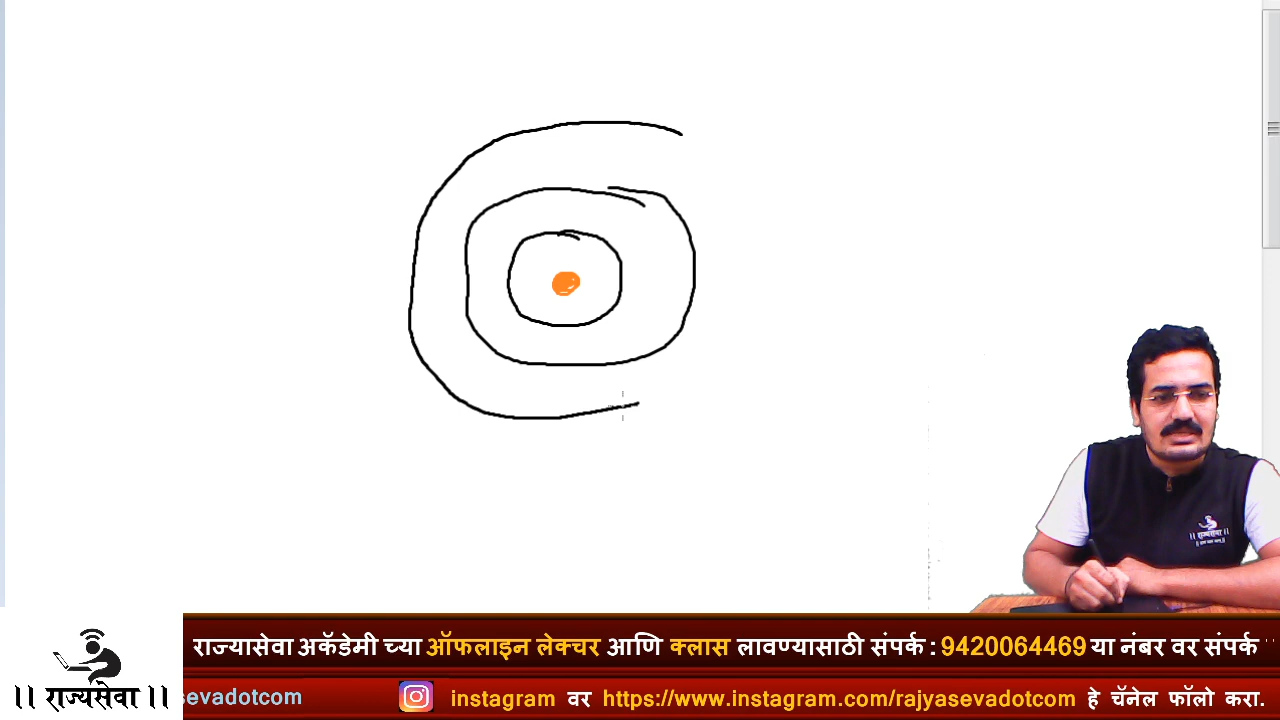 || राज्यसेवा ||
राज्यासेवा अकॅडेमी च्या ऑफलाइन लेक्चर आणि क्लास लावण्यासाठी संपर्क : 9420064469 या नंबर वर संपर्क
|| राज्यसेवा ||
sevadotcom instagram वर https://www.instagram.com/rajyasevadotcom हे चॅनेल फॉलो करा.